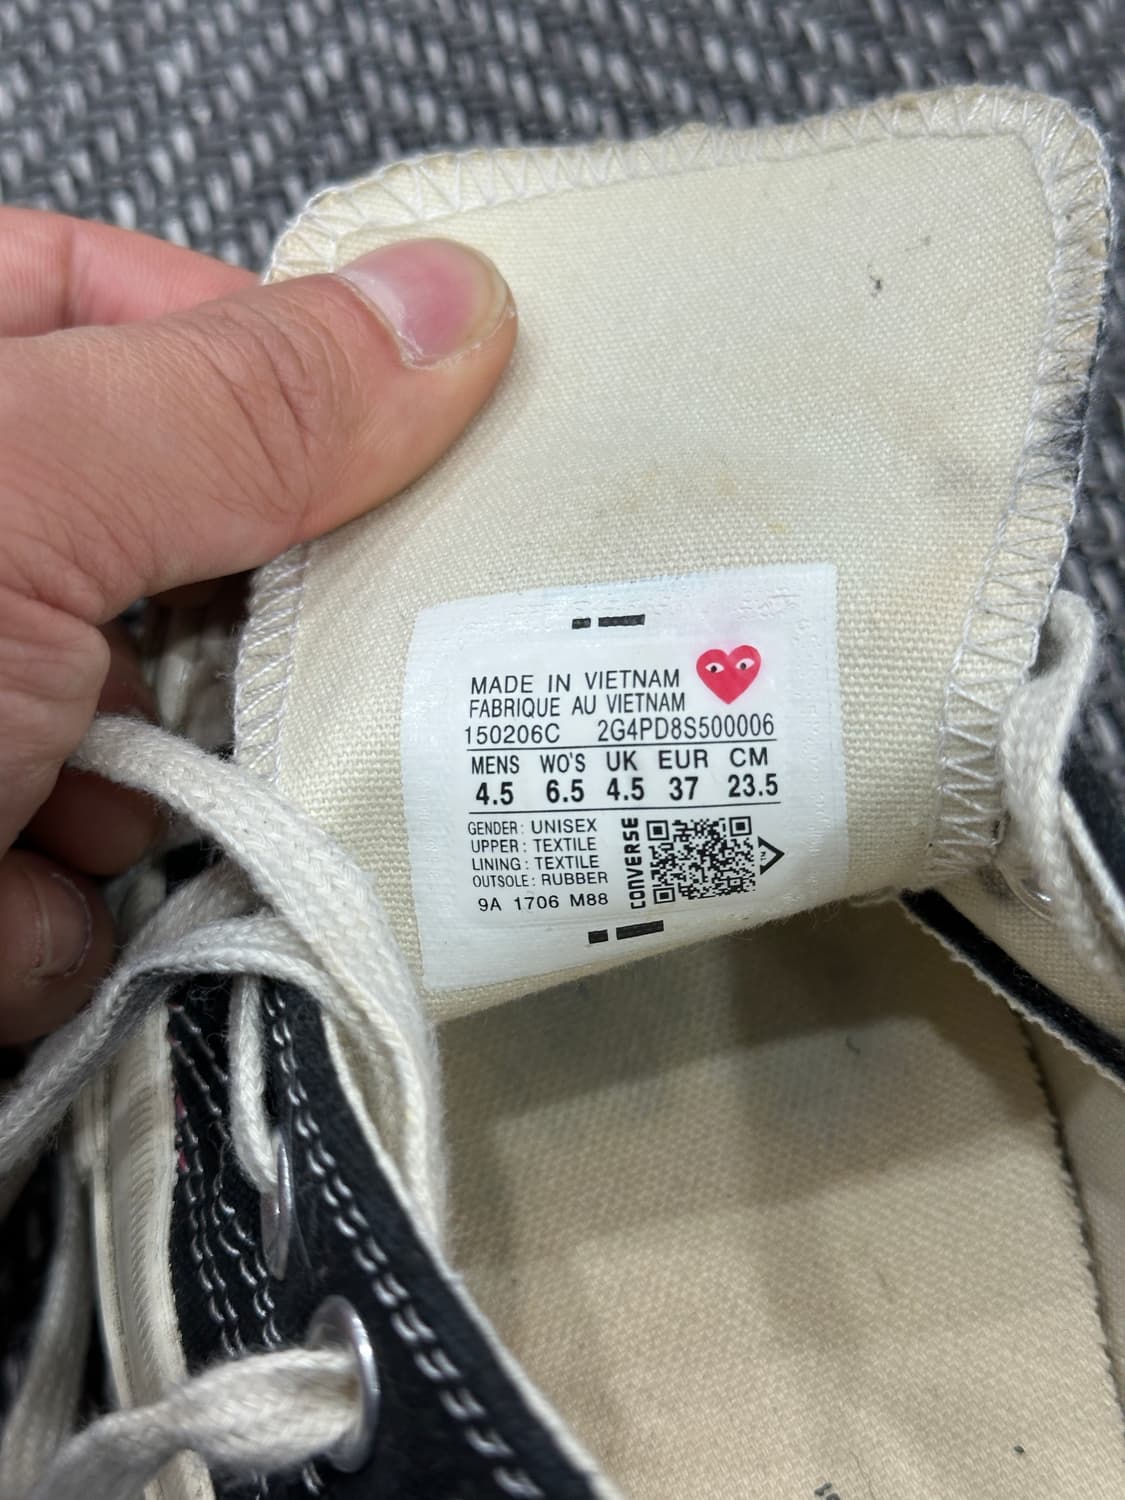 MADE IN VIETNAM
FABRIQUE AU VIETNAM
150206C 2G4PD8S500006
MENS WO'S UK EUR CM
4.5 6.5 4.5 37 23.5
GENDER: UNISEX
UPPER: TEXTILE
LINING: TEXTILE
OUTSOLE: RUBBER
9A 1706 M88
CONVERSE